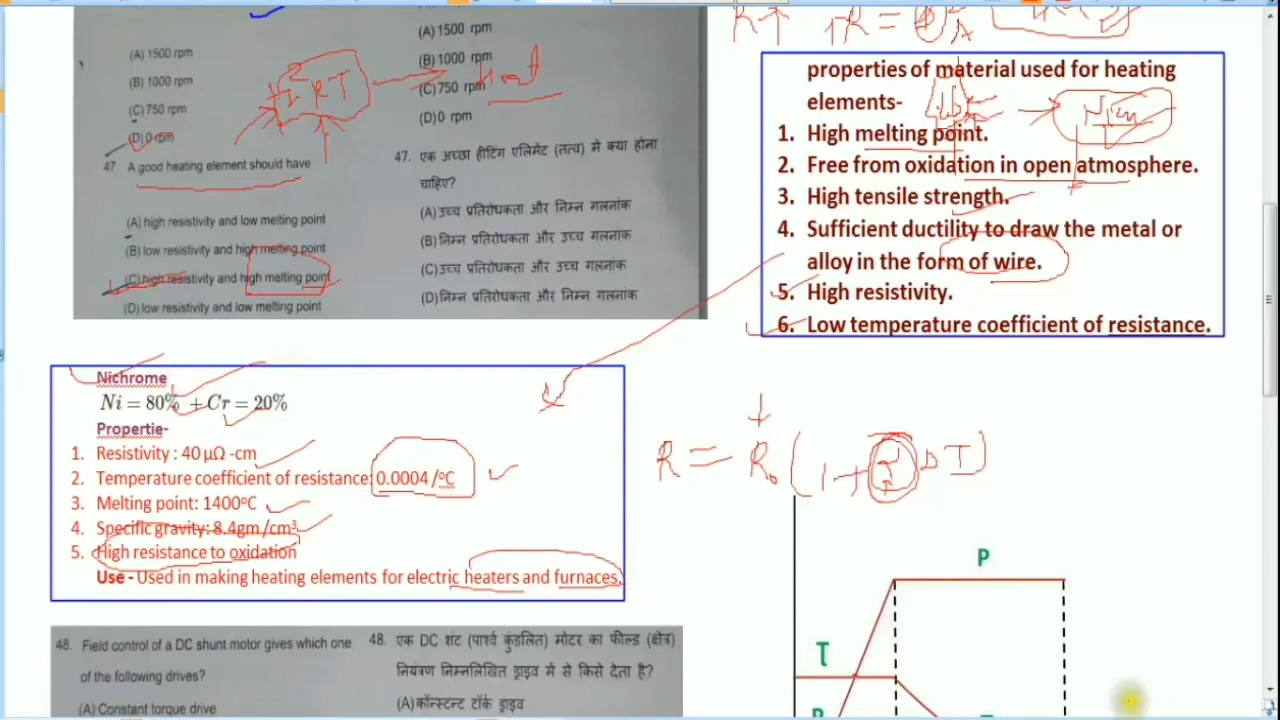 (A) 1500 rpm
(B) 1000 rpm
(C) 750 rpm
(D) 0 rpm
47. A good heating element should have
(A) high resistivity and low melting point
(B) low resistivity and high melting point
(C) high resistivity and high melting point
(D) low resistivity and low melting point
(A) 1500 rpm
(B) 1000 rpm
(C) 750 rpm
(D) 0 rpm
47. एक अच्छा हीटिंग एलिमेंट (तत्व) में क्या होना
चाहिए?
(A) उच्च प्रतिरोधकता और निम्न गलनांक
(B) निम्न प्रतिरोधकता और उच्च गलनांक
(C) उच्च प्रतिरोधकता और उच्च गलनांक
(D) निम्न प्रतिरोधकता और निम्न गलनांक
I²RT
Heat
R↑
properties of material used for heating
elements-
1. High melting point.
2. Free from oxidation in open atmosphere.
3. High tensile strength.
4. Sufficient ductility to draw the metal or
alloy in the form of wire.
5. High resistivity.
6. Low temperature coefficient of resistance.
Nichrome
Ni = 80% + Cr = 20%
Propertie-
1. Resistivity : 40 μΩ -cm
2. Temperature coefficient of resistance: 0.0004 /°C
3. Melting point: 1400°C
4. Specific gravity: 8.4gm /cm³
5. High resistance to oxidation
Use - Used in making heating elements for electric heaters and furnaces.
P
T
48. Field control of a DC shunt motor gives which one
of the following drives?
(A) Constant torque drive
48. एक DC शंट (पार्श्व कुंडलित) मोटर का फील्ड (क्षेत्र)
नियंत्रण निम्नलिखित ड्राइव में से किसे देता है?
(A) कॉन्स्टन्ट टॉर्क ड्राइव